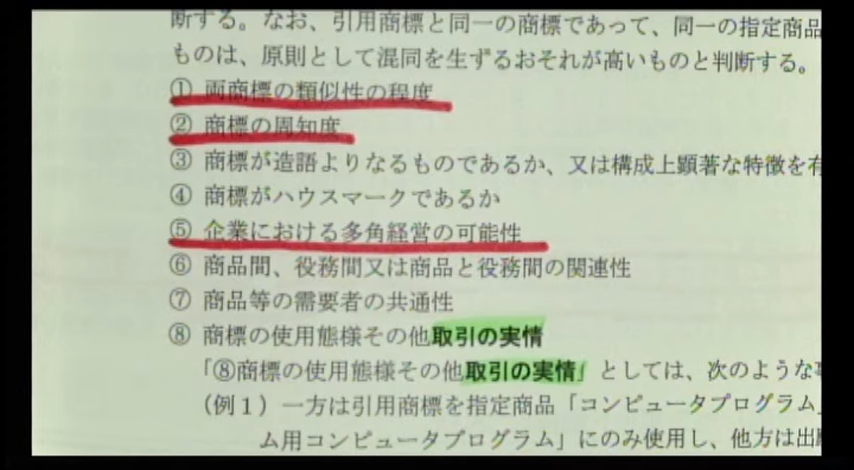 断する。なお、引用商標と同一の商標であって、同一の指定商品
ものは、原則として混同を生ずるおそれが高いものと判断する。
① 両商標の類似性の程度
② 商標の周知度
③ 商標が造語よりなるものであるか、又は構成上顕著な特徴を有
④ 商標がハウスマークであるか
⑤ 企業における多角経営の可能性
⑥ 商品間、役務間又は商品と役務間の関連性
⑦ 商品等の需要者の共通性
⑧ 商標の使用態様その他取引の実情
「⑧商標の使用態様その他取引の実情」としては、次のような
(例1)一方は引用商標を指定商品「コンピュータプログラム」
ム用コンピュータプログラム」にのみ使用し、他方は出